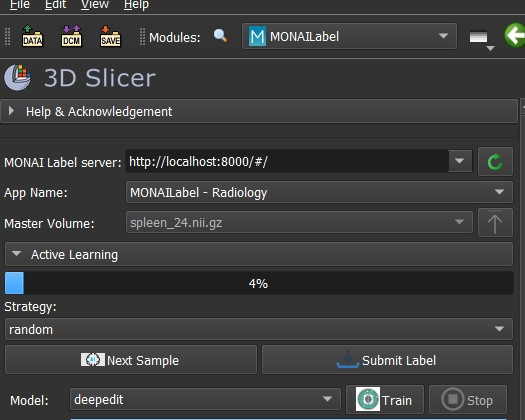 File Edit View Help
DATA DCM SAVE Modules: M MONAILabel
3D Slicer
Help & Acknowledgement
MONAI Label server: http://localhost:8000/#/
App Name: MONAILabel - Radiology
Master Volume: spleen_24.nii.gz
Active Learning
4%
Strategy:
random
Next Sample Submit Label
Model: deepedit Train Stop